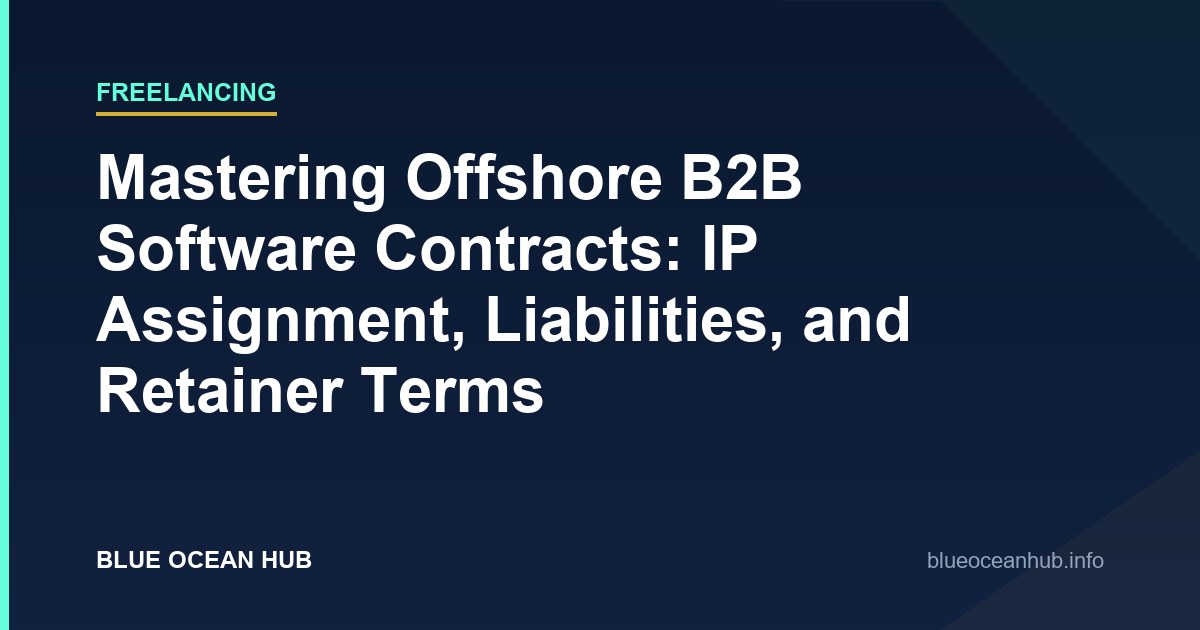 FREELANCING
Mastering Offshore B2B
Software Contracts: IP
Assignment, Liabilities, and
Retainer Terms
BLUE OCEAN HUB
blueoceanhub.info